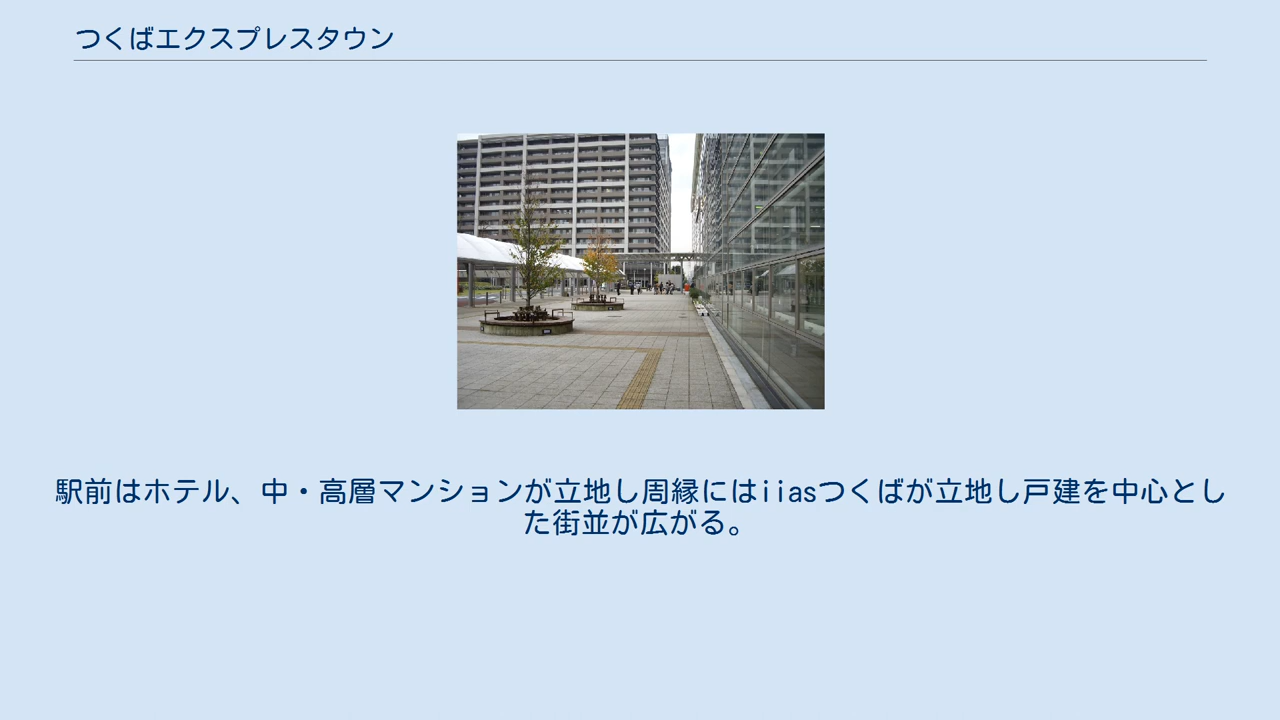 つくばエクスプレスタウン
駅前はホテル、中・高層マンションが立地し周縁にはiiasつくばが立地し戸建を中心とし
た街並が広がる。